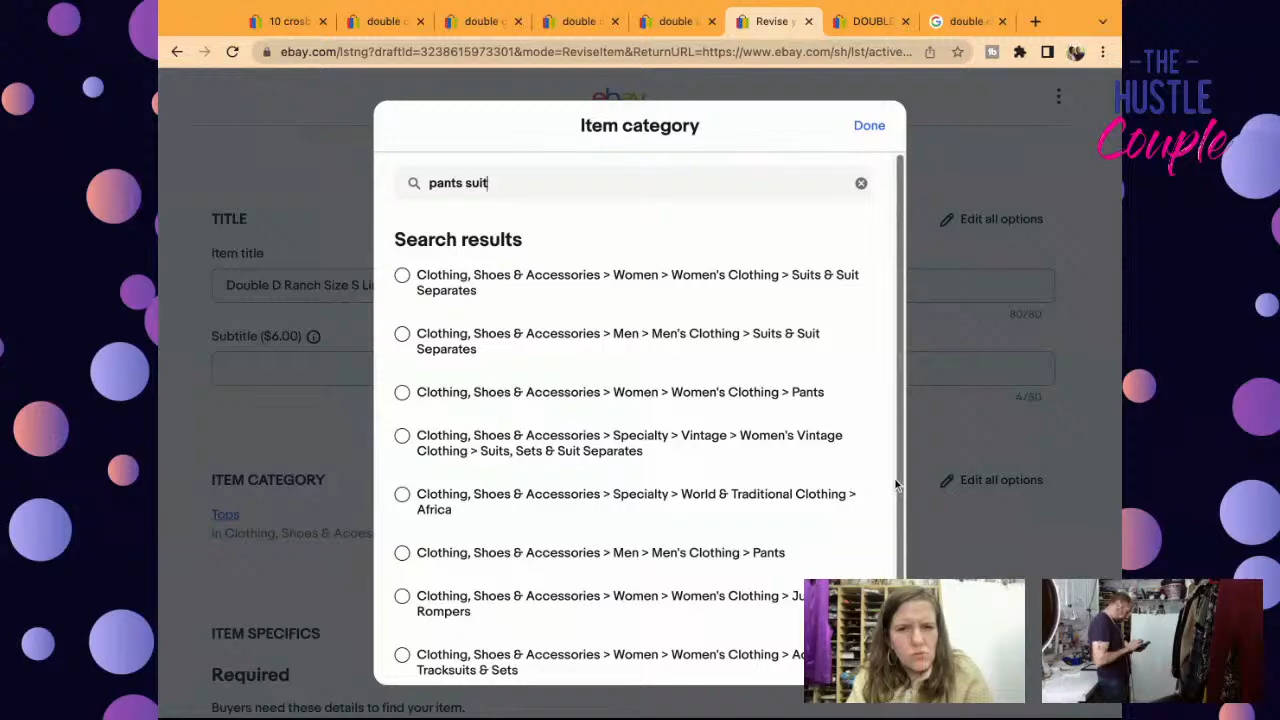 10 crosb
double c
double c
double c
double k
Revise y
DOUBLE
double c
ebay.com/lstng?draftId=3238615973301&mode=ReviseItem&ReturnURL=https://www.ebay.com/sh/lst/active...
-THE-
HUSTLE
Couple
ebay
Item category
Done
pants suit
TITLE
Edit all options
Search results
Item title
Clothing, Shoes & Accessories > Women > Women's Clothing > Suits & Suit
Separates
Double D Ranch Size S Li
80/80
Subtitle ($6.00)
Clothing, Shoes & Accessories > Men > Men's Clothing > Suits & Suit
Separates
Clothing, Shoes & Accessories > Women > Women's Clothing > Pants
Clothing, Shoes & Accessories > Specialty > Vintage > Women's Vintage
Clothing > Suits, Sets & Suit Separates
ITEM CATEGORY
Edit all options
Clothing, Shoes & Accessories > Specialty > World & Traditional Clothing >
Africa
Tops
in Clothing, Shoes & Acces
Clothing, Shoes & Accessories > Men > Men's Clothing > Pants
Clothing, Shoes & Accessories > Women > Women's Clothing > Ju
Rompers
ITEM SPECIFICS
Clothing, Shoes & Accessories > Women > Women's Clothing > Ac
Tracksuits & Sets
Required
Buyers need these details to find your item.